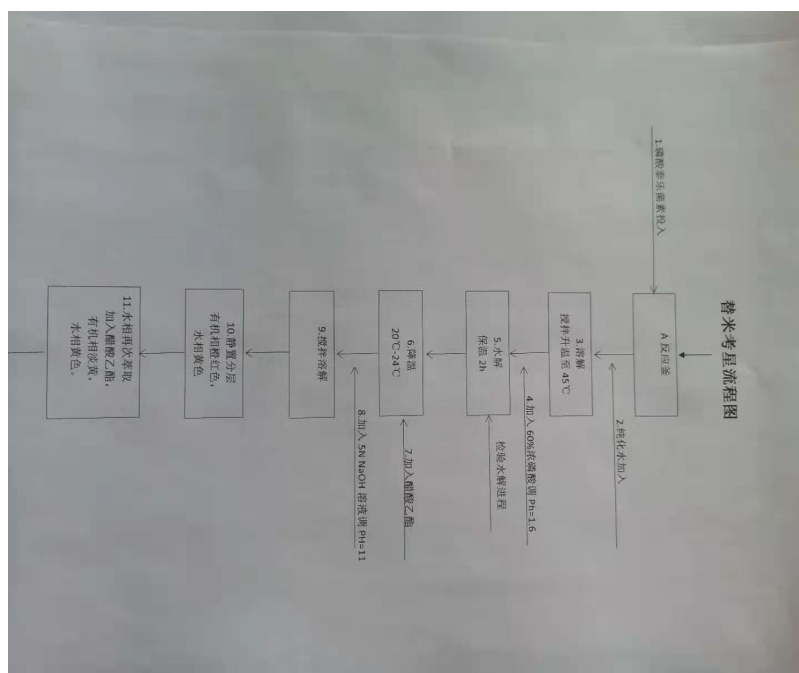 替米考星流程图
1.磷酸泰乐菌素投入
A 反应釜
2.纯化水加入
3.溶解
搅拌升温至 45℃
4.加入 60%浓磷酸调 Ph=1.6
5.水解
保温 2h
检验水解进程
6.降温
20℃-24℃
7.加入醋酸乙酯
8.加入 5N NaOH 溶液调 PH=11
9.搅拌溶解
10 静置分层
有机相橙红色，
水相黄色
11.水相再次萃取
加入醋酸乙酯，
有机相淡黄，
水相黄色。